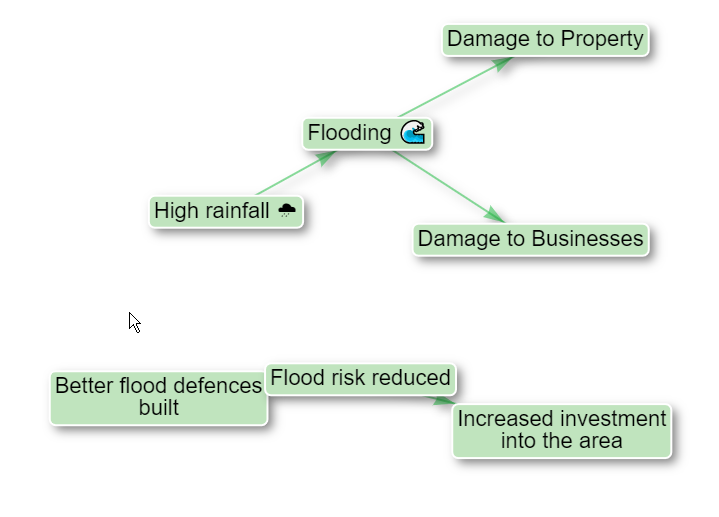 Damage to Property
Flooding 🌊
High rainfall 🌧
Damage to Businesses
Better flood defences
built
Flood risk reduced
Increased investment
into the area